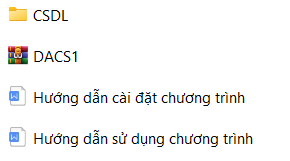 CSDL
DACS1
Hướng dẫn cài đặt chương trình
Hướng dẫn sử dụng chương trình